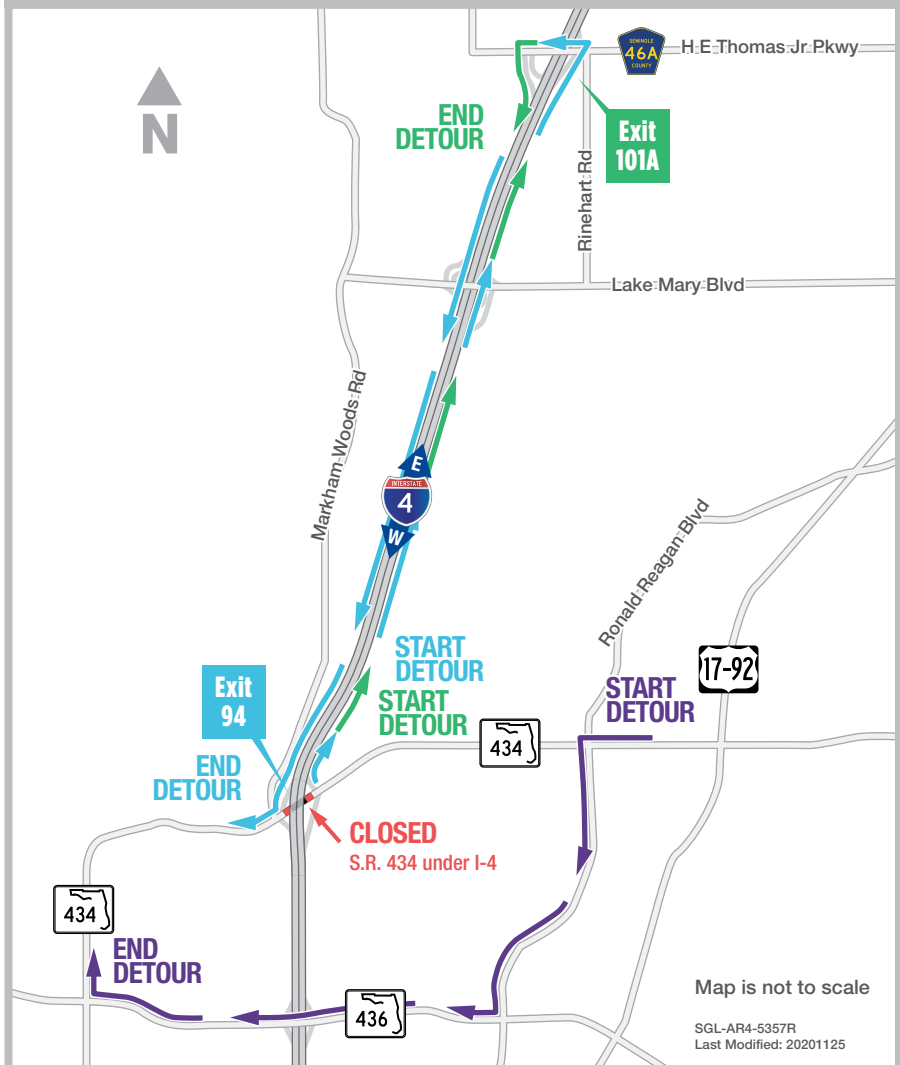 SEMINOLE
46A
COUNTY
H E Thomas Jr Pkwy
N
END
DETOUR
Exit
101A
Rinehart Rd
Lake Mary Blvd
Markham Woods Rd
E
INTERSTATE
4
W
Ronald Reagan Blvd
START
DETOUR
17-92
Exit
94
START
DETOUR
START
DETOUR
434
END
DETOUR
CLOSED
S.R. 434 under I-4
434
END
DETOUR
436
Map is not to scale
SGL-AR4-5357R
Last Modified: 20201125